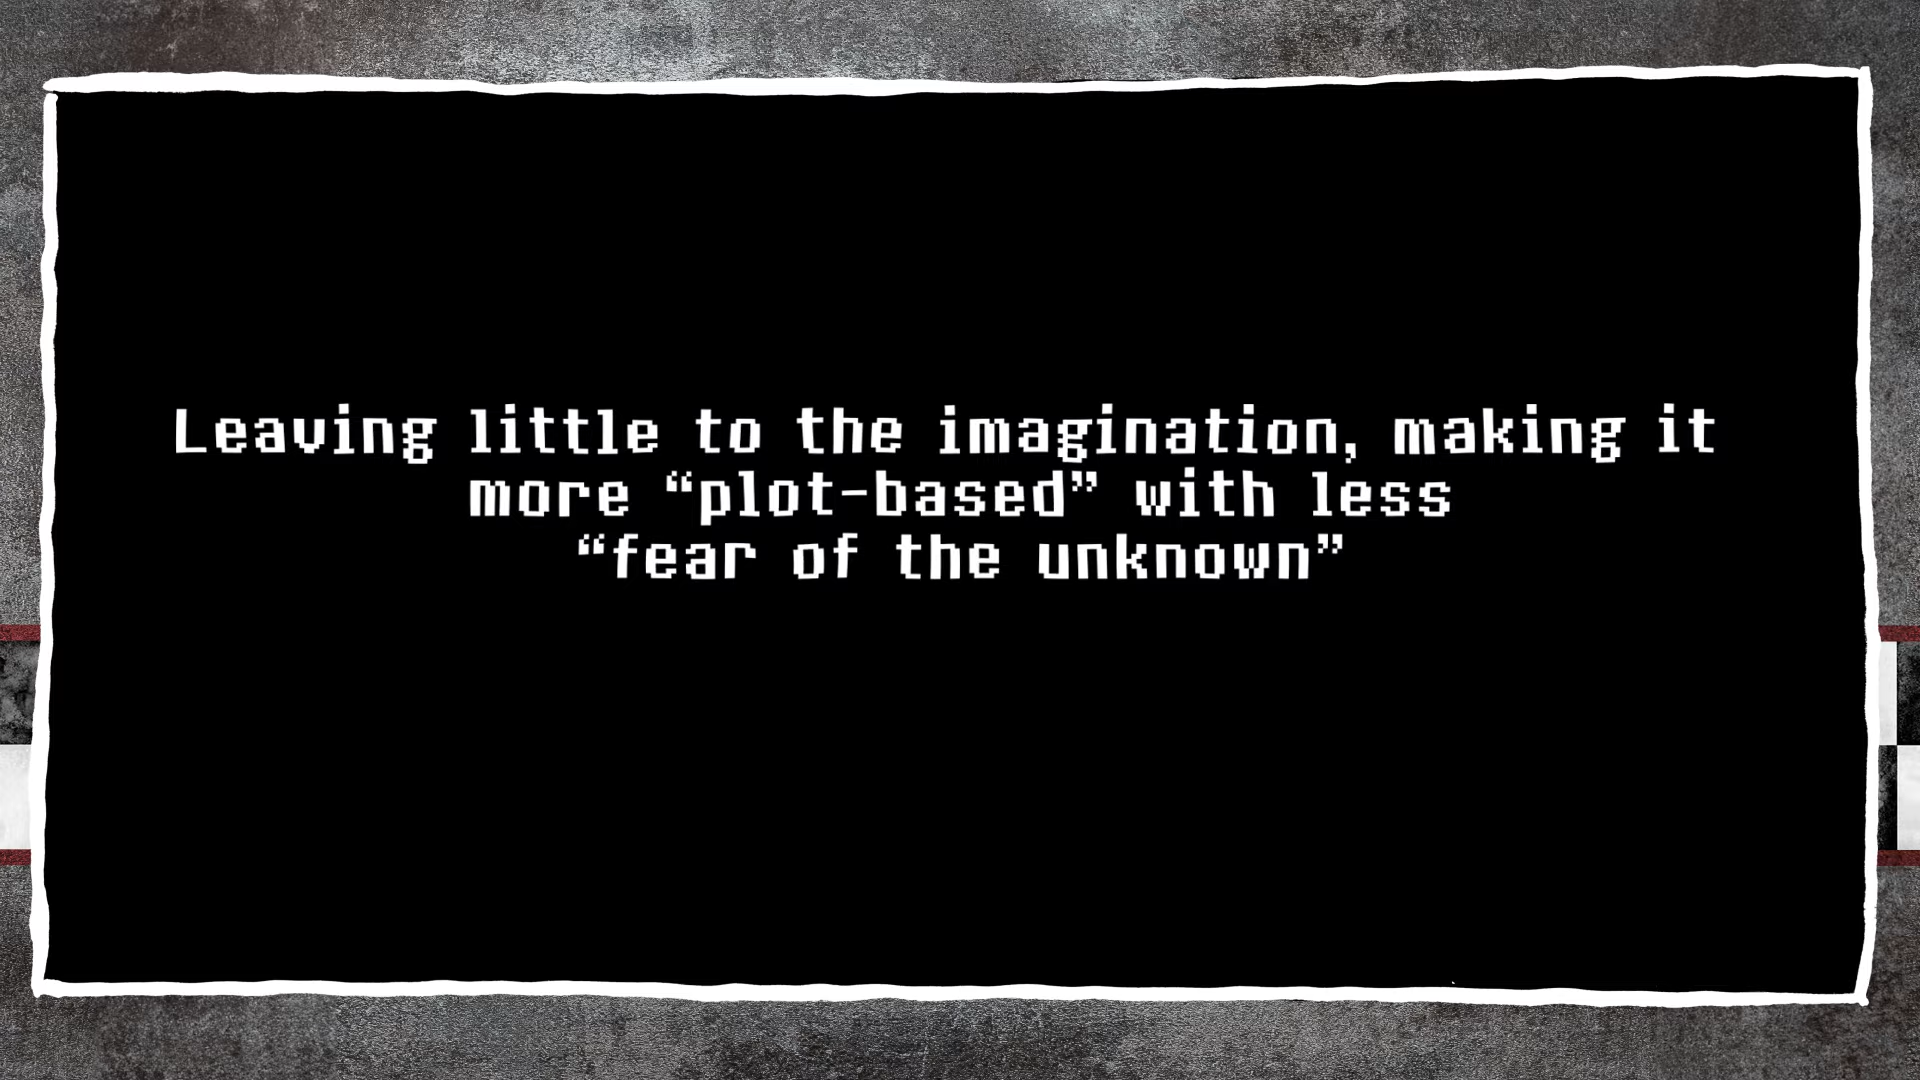 Leaving little to the imagination, making it
more “plot-based” with less
“fear of the unknown”